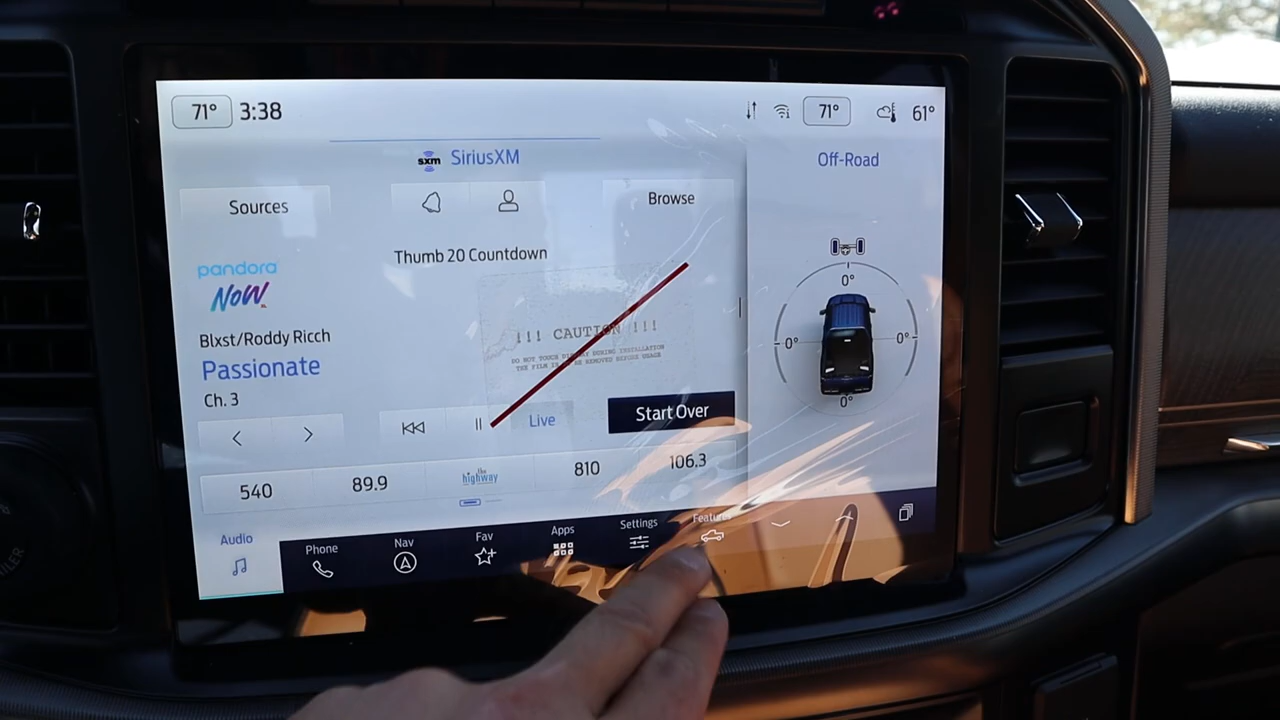 71° 3:38
71° 61°
sxm SiriusXM
Off-Road
Sources
Browse
Thumb 20 Countdown
pandora
NOW
Blxst/Roddy Ricch
Passionate
Ch. 3
!!! CAUTION !!!
DO NOT TOUCH DISPLAY DURING INSTALLATION
THE FILM IS TO BE REMOVED BEFORE USAGE
0°
0°
0°
0°
Live
Start Over
540
89.9
the highway
810
106.3
Audio
Phone
Nav
Fav
Apps
Settings
Features